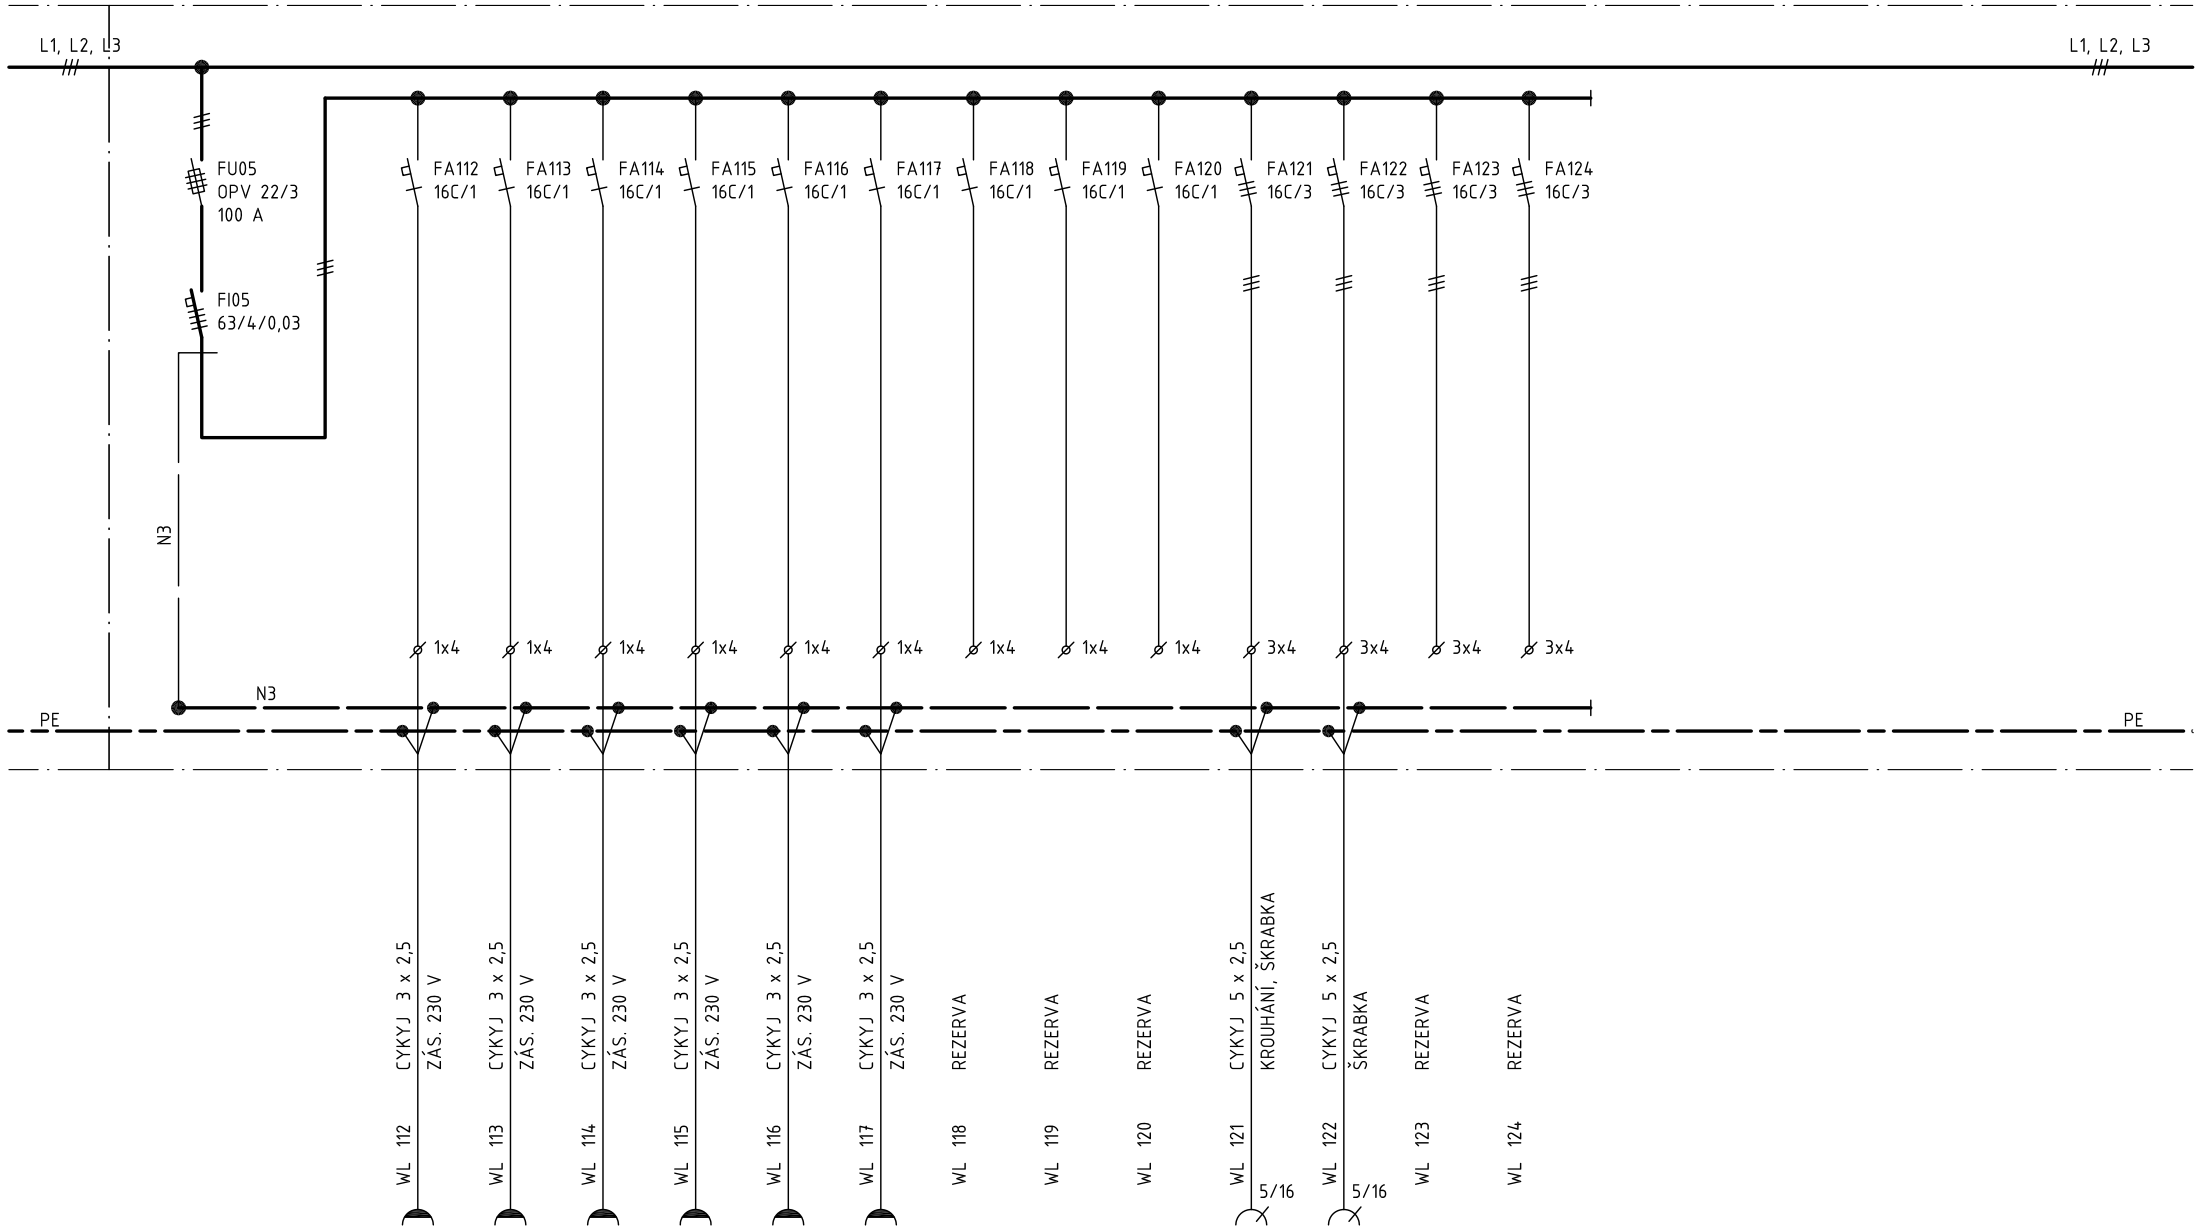 L1, L2, L3
L1, L2, L3
FU05
OPV 22/3
100 A
FA112
16C/1
FA113
16C/1
FA114
16C/1
FA115
16C/1
FA116
16C/1
FA117
16C/1
FA118
16C/1
FA119
16C/1
FA120
16C/1
FA121
16C/3
FA122
16C/3
FA123
16C/3
FA124
16C/3
FI05
63/4/0,03
N3
1x4
1x4
1x4
1x4
1x4
1x4
1x4
1x4
1x4
3x4
3x4
3x4
3x4
N3
PE
PE
WL 112 CYKYJ 3 x 2,5
ZÁS. 230 V
WL 113 CYKYJ 3 x 2,5
ZÁS. 230 V
WL 114 CYKYJ 3 x 2,5
ZÁS. 230 V
WL 115 CYKYJ 3 x 2,5
ZÁS. 230 V
WL 116 CYKYJ 3 x 2,5
ZÁS. 230 V
WL 117 CYKYJ 3 x 2,5
ZÁS. 230 V
WL 118 REZERVA
WL 119 REZERVA
WL 120 REZERVA
WL 121 CYKYJ 5 x 2,5
KROUHÁNÍ, ŠKRABKA
WL 122 CYKYJ 5 x 2,5
ŠKRABKA
WL 123 REZERVA
WL 124 REZERVA
5/16
5/16